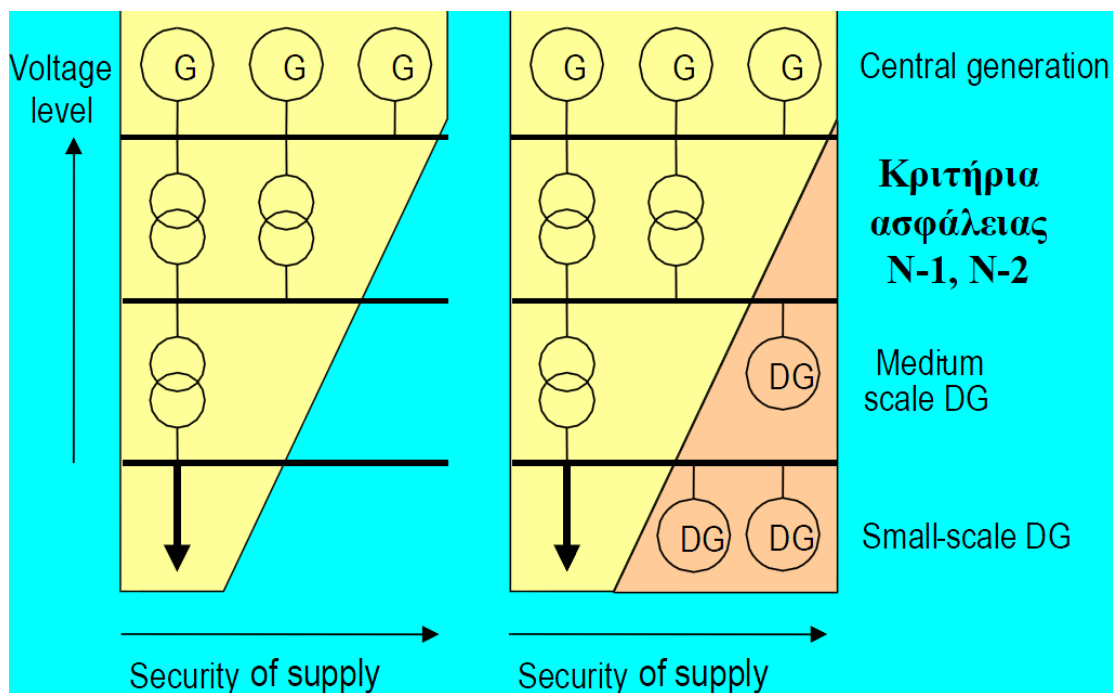 Voltage
level
G G G
Security of supply
G G G
Central generation
Κριτήρια
ασφάλειας
N-1, N-2
DG
Medium
scale DG
DG DG
Small-scale DG
Security of supply